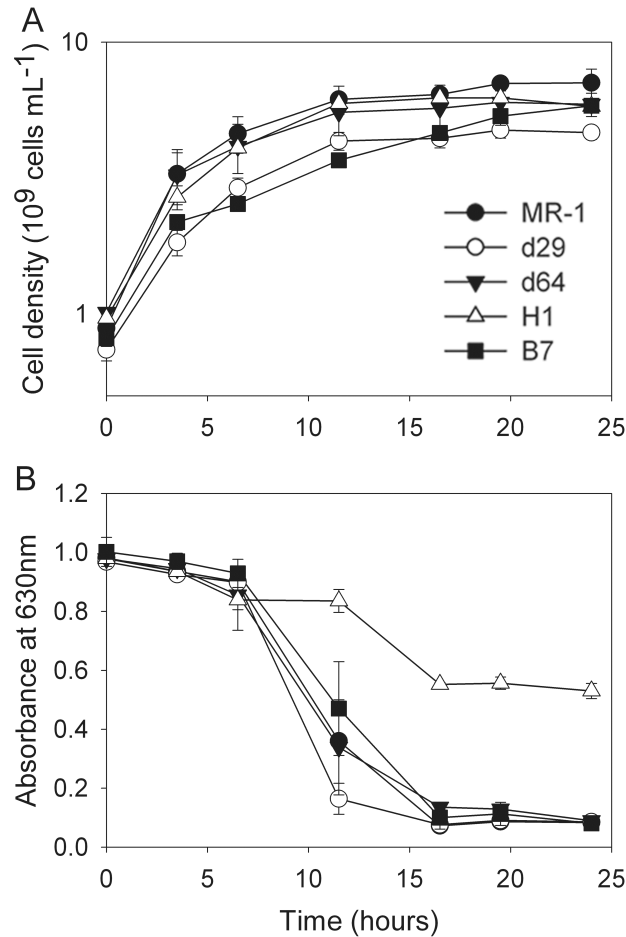 A
Cell density (10⁹ cells mL⁻¹)
10
1
MR-1
d29
d64
H1
B7
0 5 10 15 20 25
B
Absorbance at 630nm
1.2
1.0
0.8
0.6
0.4
0.2
0.0
0 5 10 15 20 25
Time (hours)